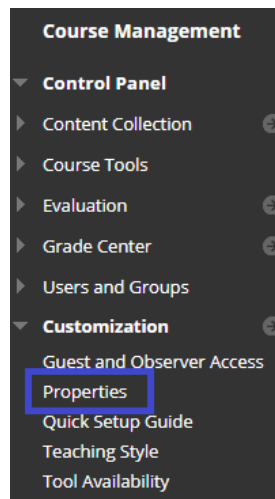 Course Management
Control Panel
Content Collection
Course Tools
Evaluation
Grade Center
Users and Groups
Customization
Guest and Observer Access
Properties
Quick Setup Guide
Teaching Style
Tool Availability